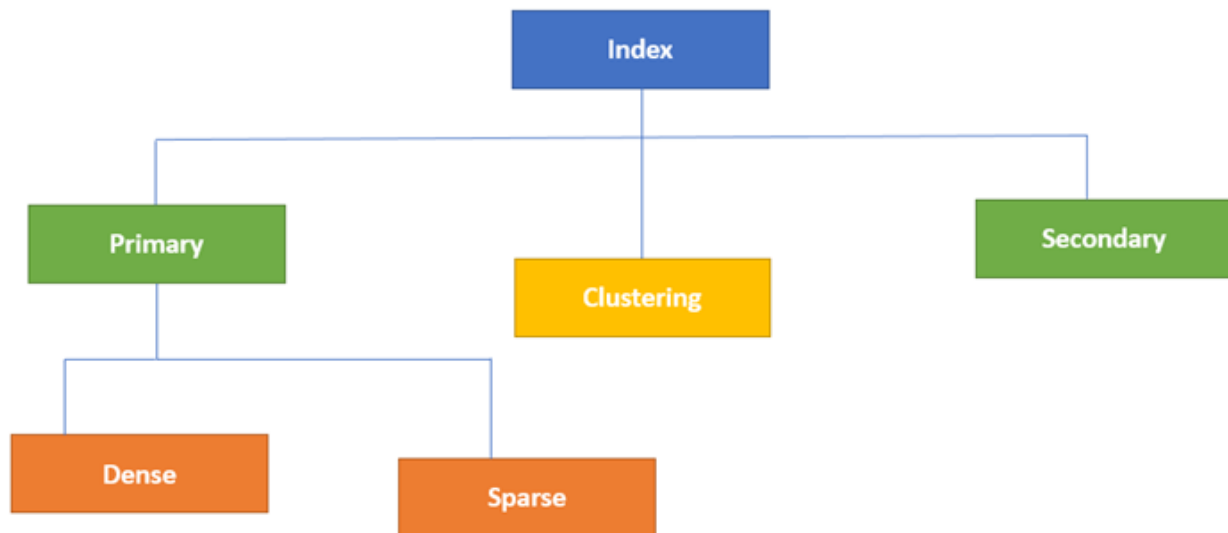 Index
Primary
Secondary
Clustering
Dense
Sparse